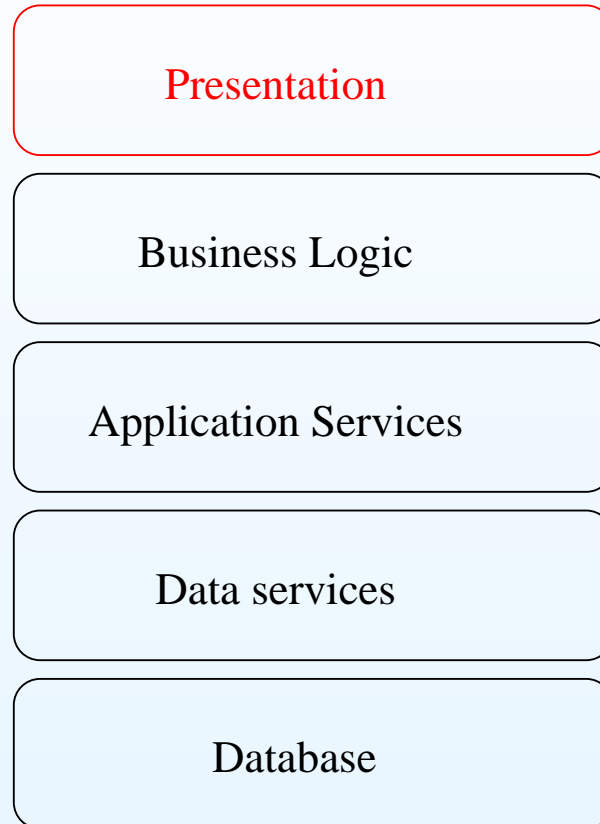 Presentation
Business Logic
Application Services
Data services
Database